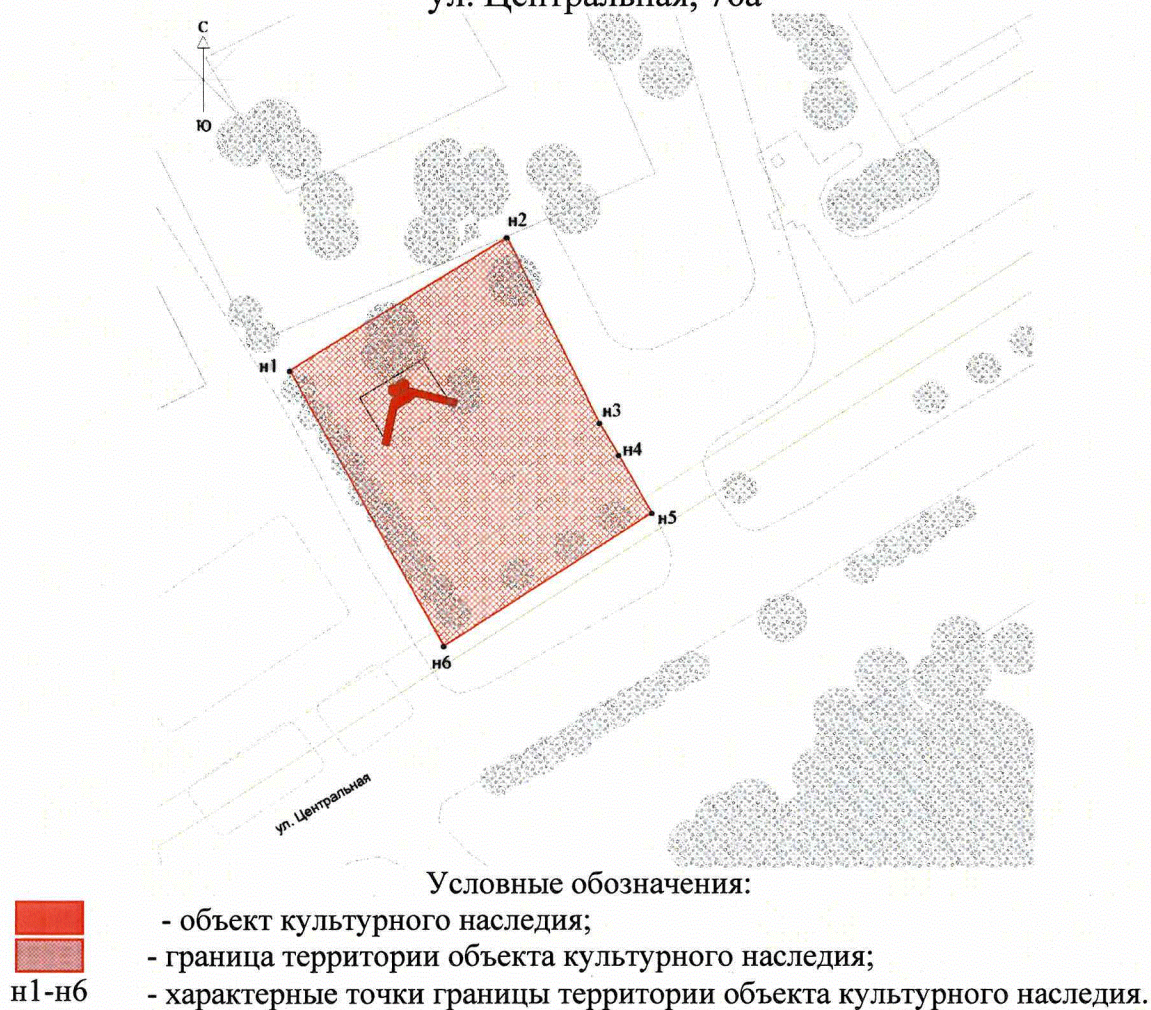 ул. Центральная, 76а
С
Ю
н2
н1
н3
н4
н5
н6
ул. Центральная
Условные обозначения:
- объект культурного наследия;
- граница территории объекта культурного наследия;
н1-н6 - характерные точки границы территории объекта культурного наследия.